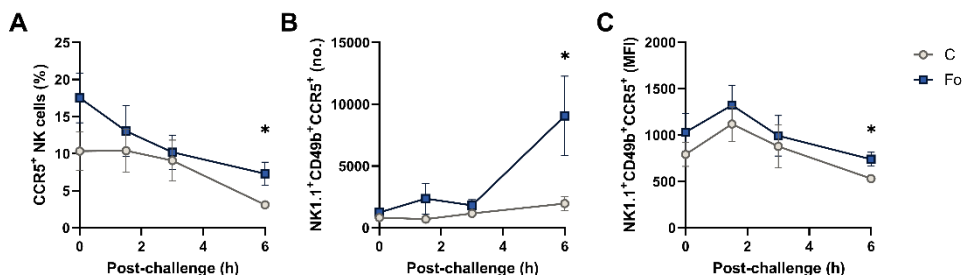 A
CCR5+ NK cells (%)
25
20
15
10
5
0
0 2 4 6
Post-challenge (h)
*
B
NK1.1+CD49b+CCR5+ (no.)
15000
10000
5000
0
0 2 4 6
Post-challenge (h)
*
C
NK1.1+CD49b+CCR5+ (MFI)
2000
1500
1000
500
0
0 2 4 6
Post-challenge (h)
*
C
Fo